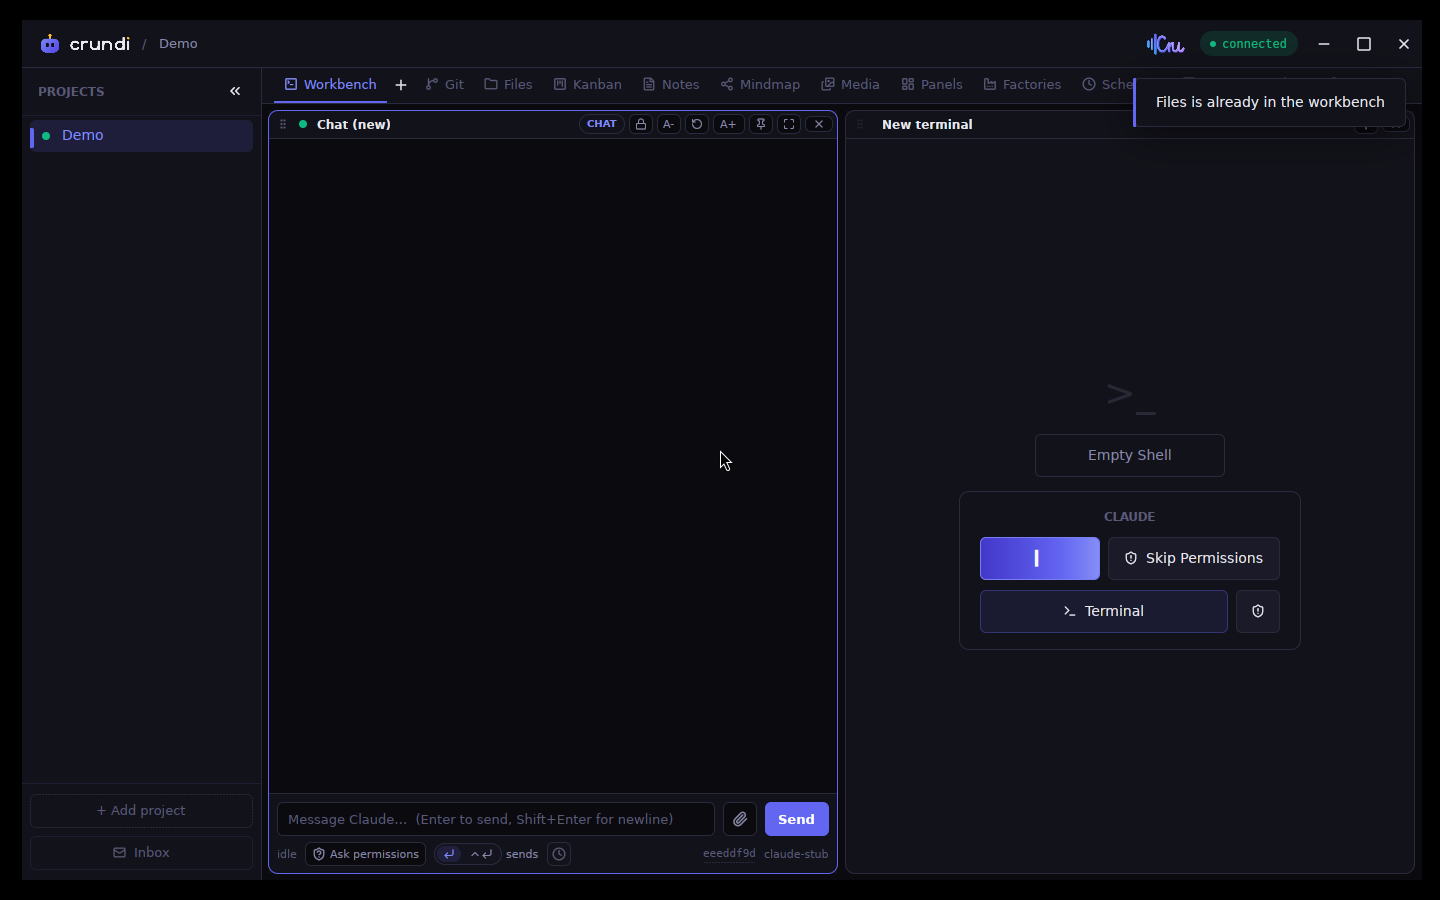 crundi / Demo
Cru
connected
PROJECTS
Workbench
Git
Files
Kanban
Notes
Mindmap
Media
Panels
Factories
Files is already in the workbench
Demo
Chat (new)
CHAT
A-
A+
New terminal
>_
Empty Shell
CLAUDE
Skip Permissions
Terminal
+ Add project
Inbox
Message Claude... (Enter to send, Shift+Enter for newline)
Send
idle
Ask permissions
sends
eeeddf9d
claude-stub